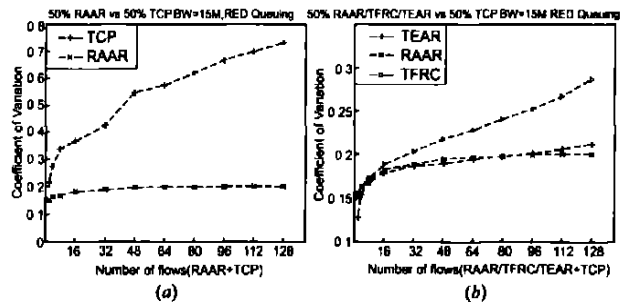 50% RAAR vs 50% TCP BW=15M,RED Queuing
0 8
0 7
0 6
0 5
0 4
0 3
0 2
0 1
0
Coefficient of Variation
TCP
RAAR
16 32 48 64 80 96 112 128
Number of flows(RAAR+TCP)
(a)
50% RAAR/TFRC/TEAR vs 50% TCP BW=15M RED Queuing
0 3
0 25
0 20
0 15
0 1
Coefficient of Variation
TEAR
RAAR
TFRC
16 32 48 64 80 96 112 128
Number of flows(RAAR/TFRC/TEAR+TCP)
(b)